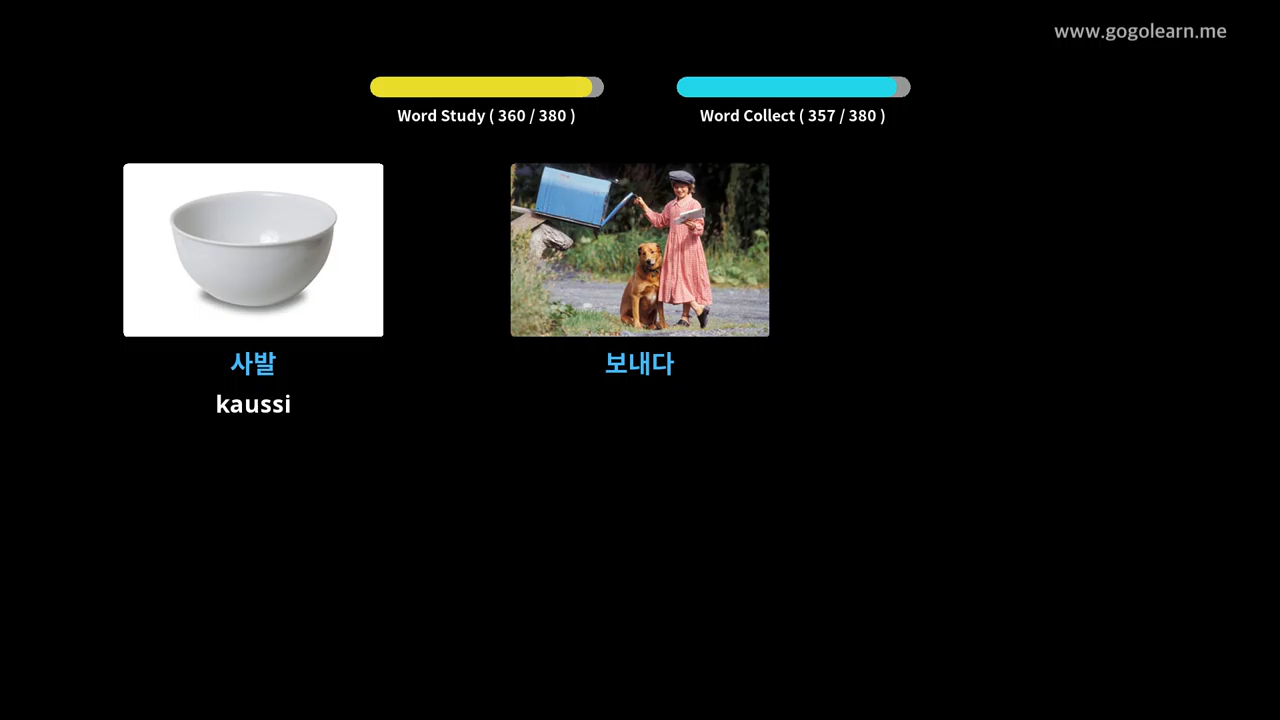 www.gogolearn.me
Word Study ( 360 / 380 )
Word Collect ( 357 / 380 )
사발
보내다
kaussi